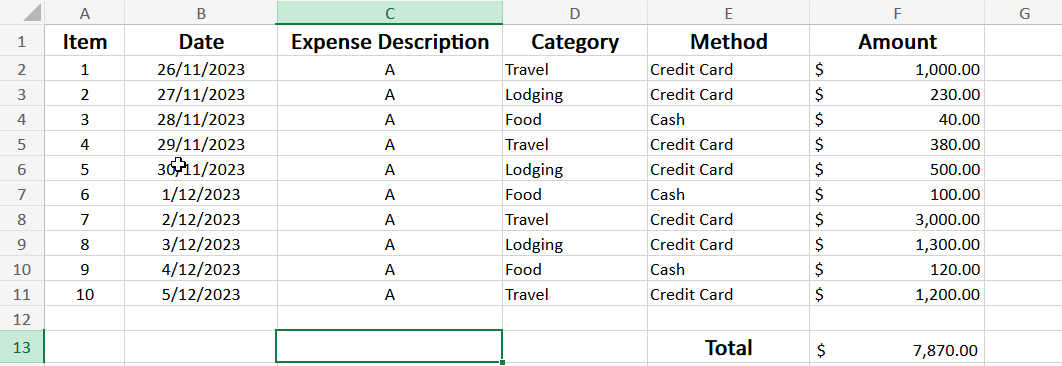 A B C D E F G
1 Item Date Expense Description Category Method Amount
2 1 26/11/2023 A Travel Credit Card $ 1,000.00
3 2 27/11/2023 A Lodging Credit Card $ 230.00
4 3 28/11/2023 A Food Cash $ 40.00
5 4 29/11/2023 A Travel Credit Card $ 380.00
6 5 30/11/2023 A Lodging Credit Card $ 500.00
7 6 1/12/2023 A Food Cash $ 100.00
8 7 2/12/2023 A Travel Credit Card $ 3,000.00
9 8 3/12/2023 A Lodging Credit Card $ 1,300.00
10 9 4/12/2023 A Food Cash $ 120.00
11 10 5/12/2023 A Travel Credit Card $ 1,200.00
12
13 Total $ 7,870.00